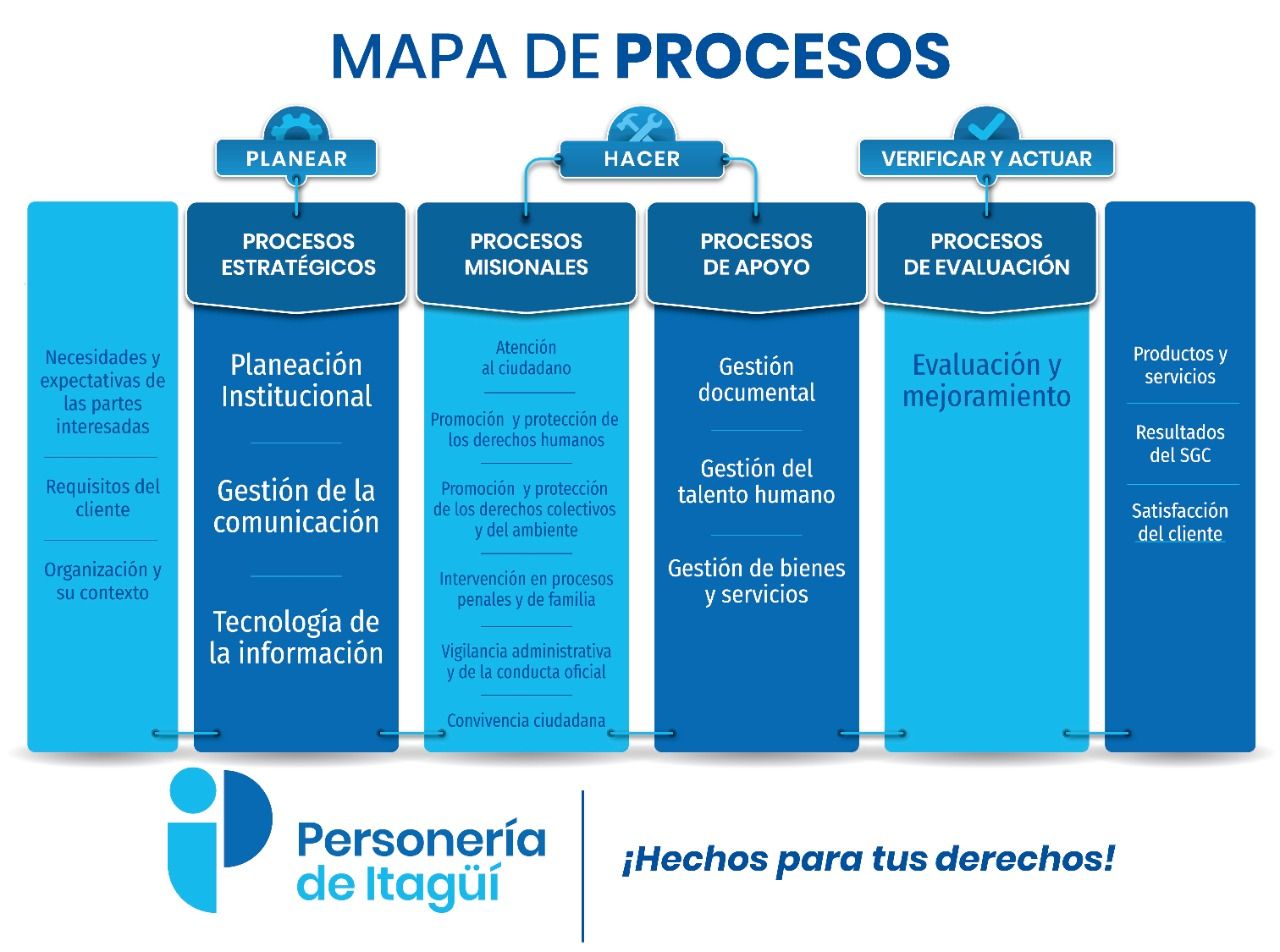 MAPA DE PROCESOS
PLANEAR
HACER
VERIFICAR Y ACTUAR
Necesidades y
expectativas de
las partes
interesadas
Requisitos del
cliente
Organización y
su contexto
PROCESOS
ESTRATÉGICOS
Planeación
Institucional
Gestión de la
comunicación
Tecnología de
la información
PROCESOS
MISIONALES
Atención
al ciudadano
Promoción y protección de
los derechos humanos
Promoción y protección
de los derechos colectivos
y del ambiente
Intervención en procesos
penales y de familia
Vigilancia administrativa
y de la conducta oficial
Convivencia ciudadana
PROCESOS
DE APOYO
Gestión
documental
Gestión del
talento humano
Gestión de bienes
y servicios
PROCESOS
DE EVALUACIÓN
Evaluación y
mejoramiento
Productos y
servicios
Resultados
del SGC
Satisfacción
del cliente
Personería
de Itagüí
¡Hechos para tus derechos!